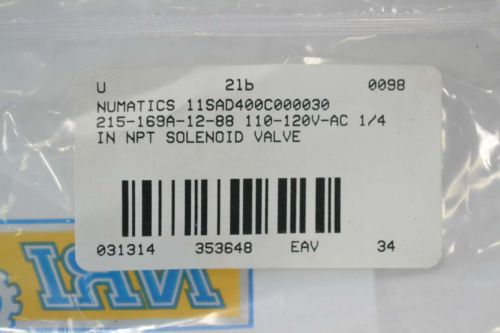 U 21b 0098
NUMATICS 11SAD400C000030
215-169A-12-88 110-120V-AC 1/4
IN NPT SOLENOID VALVE
031314 353648 EAV 34
NRI